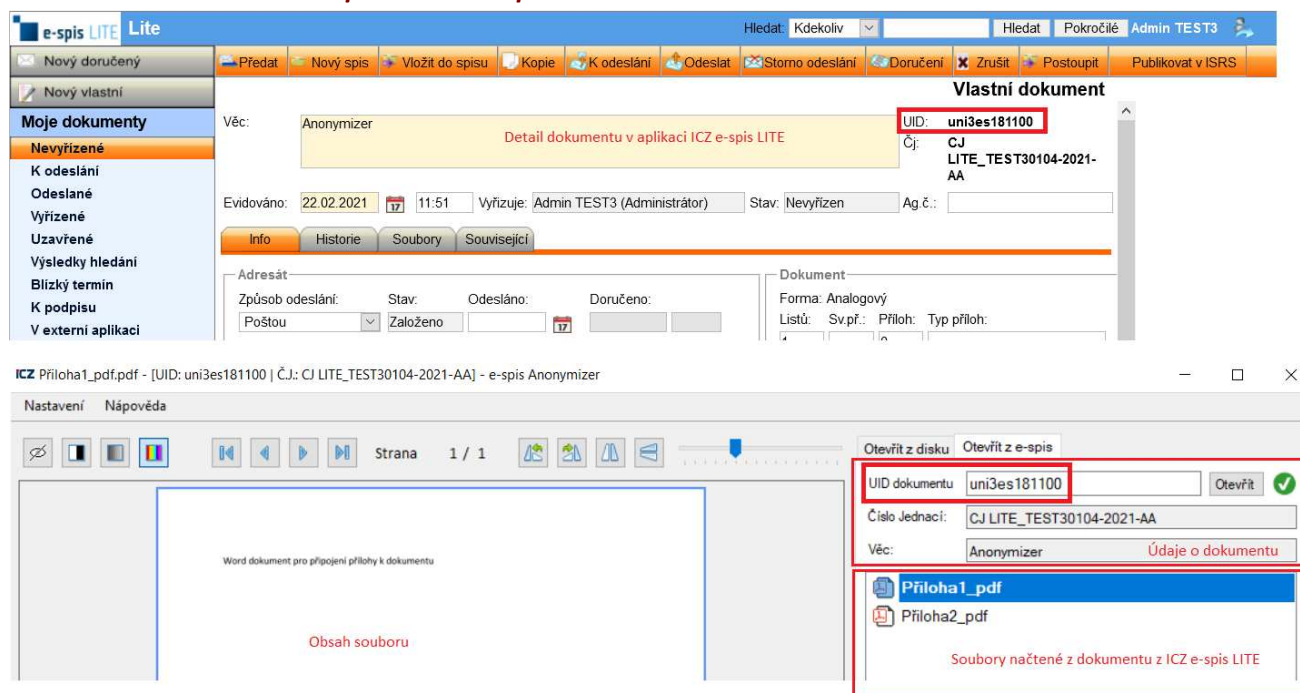 e-spis LITE Lite Hledat: Kdekoliv Hledat Pokročilé Admin TEST3
Nový doručený Předat Nový spis Vložit do spisu Kopie K odeslání Odeslat Storno odeslání Doručení Zrušit Postoupit Publikovat v ISRS
Nový vlastní Vlastní dokument
Moje dokumenty Věc: Anonymizer UID: uni3es181100
Detail dokumentu v aplikaci ICZ e-spis LITE
Nevyřízené Čj: CJ
K odeslání LITE_TEST30104-2021-
AA
Odeslané Evidováno: 22.02.2021 17 11:51 Vyřizuje: Admin TEST3 (Administrátor) Stav: Nevyřízen Ag.č.:
Vyřízené
Uzavřené Info Historie Soubory Související
Výsledky hledání
Blízký termín Adresát Dokument
K podpisu Způsob odeslání: Stav: Odesláno: Doručeno: Forma: Analogový
V externí aplikaci Poštou Založeno 17 Listů: Sv.př.: Příloh: Typ příloh:
ICZ Příloha1_pdf.pdf - [UID: uni3es181100 | Č.J.: CJ LITE_TEST30104-2021-AA] - e-spis Anonymizer
Nastavení Nápověda
Strana 1 / 1 Otevřít z disku Otevřít z e-spis
UID dokumentu uni3es181100 Otevřít
Číslo Jednací: CJ LITE_TEST30104-2021-AA
Věc: Anonymizer Údaje o dokumentu
Word dokument pro připojení přílohy k dokumentu
Příloha1_pdf
Příloha2_pdf
Obsah souboru
Soubory načtené z dokumentu z ICZ e-spis LITE